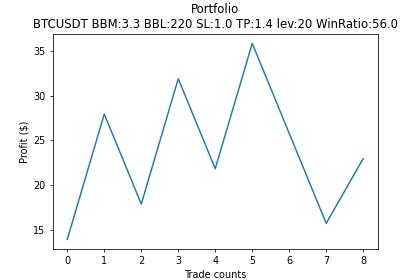 Portfolio
BTCUSDT BBM:3.3 BBL:220 SL:1.0 TP:1.4 lev:20 WinRatio:56.0
35
30
25
20
15
Profit ($)
0 1 2 3 4 5 6 7 8
Trade counts